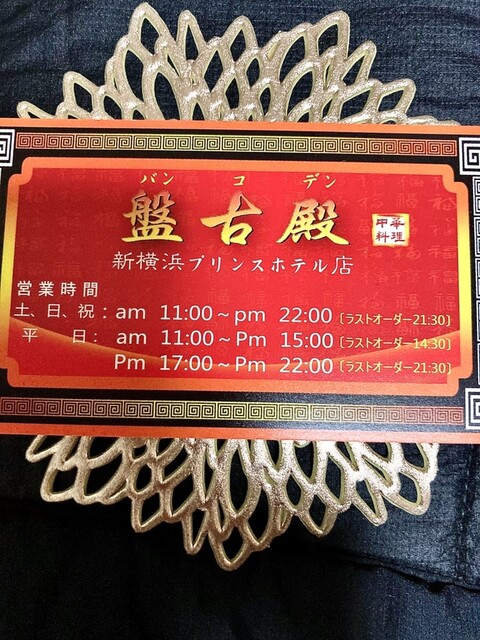 バン コ デン
盤古殿 中華料理
新横浜プリンスホテル店
営業時間
土、日、祝：am 11:00～pm 22:00〔ラストオーダー21:30〕
平　日：am 11:00～Pm 15:00〔ラストオーダー14:30〕
Pm 17:00～Pm 22:00〔ラストオーダー21:30〕